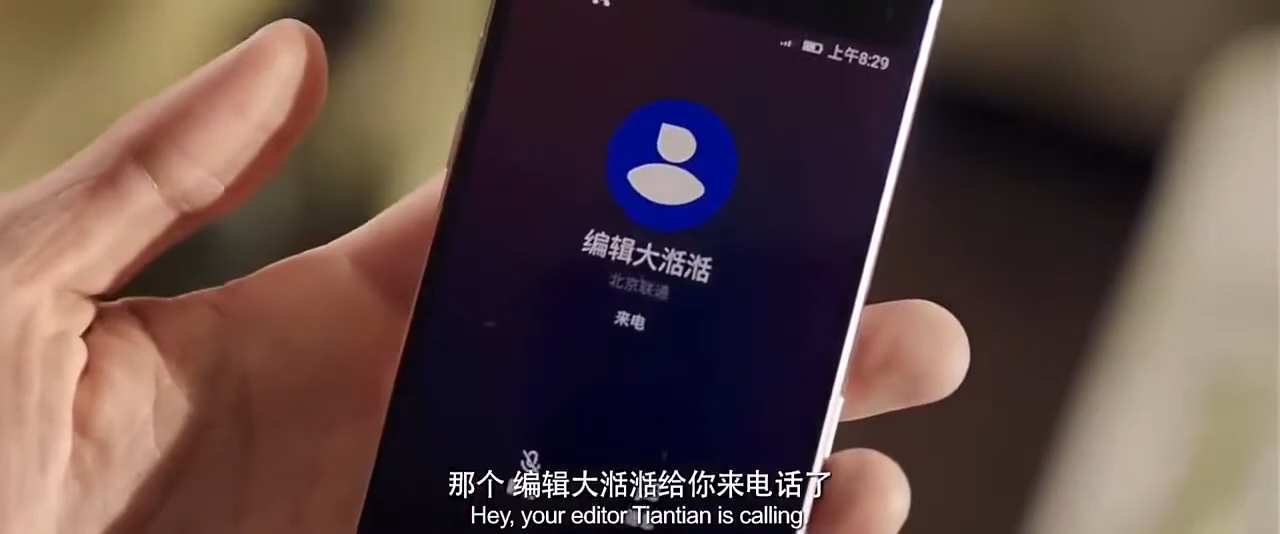 上午8:29
编辑大湉湉
北京联通
来电
那个 编辑大湉湉给你来电话了
Hey, your editor Tiantian is calling.